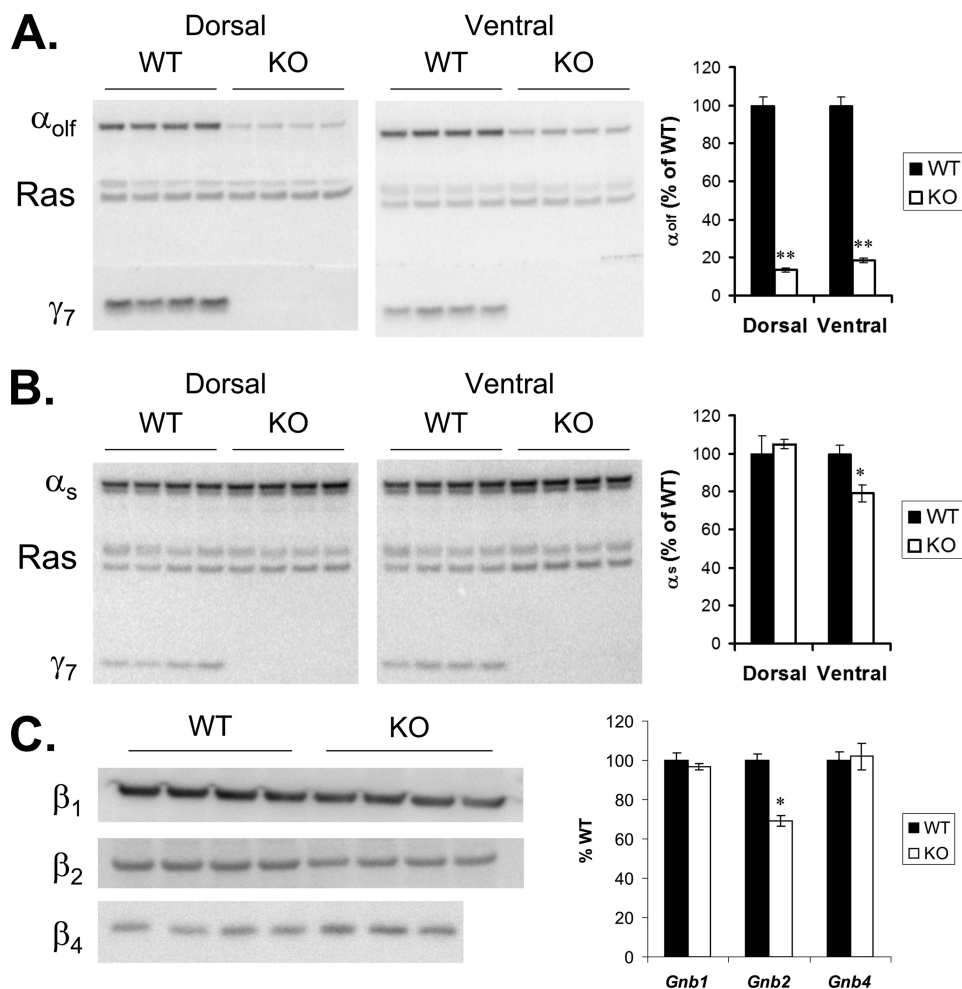 A.
Dorsal
Ventral
WT
KO
WT
KO
αolf
Ras
γ7
αolf (% of WT)
120
100
80
60
40
20
0
**
**
Dorsal
Ventral
WT
KO
B.
Dorsal
Ventral
WT
KO
WT
KO
αs
Ras
γ7
αs (% of WT)
120
100
80
60
40
20
0
*
Dorsal
Ventral
WT
KO
C.
WT
KO
β1
β2
β4
% WT
120
100
80
60
40
20
0
*
Gnb1
Gnb2
Gnb4
WT
KO